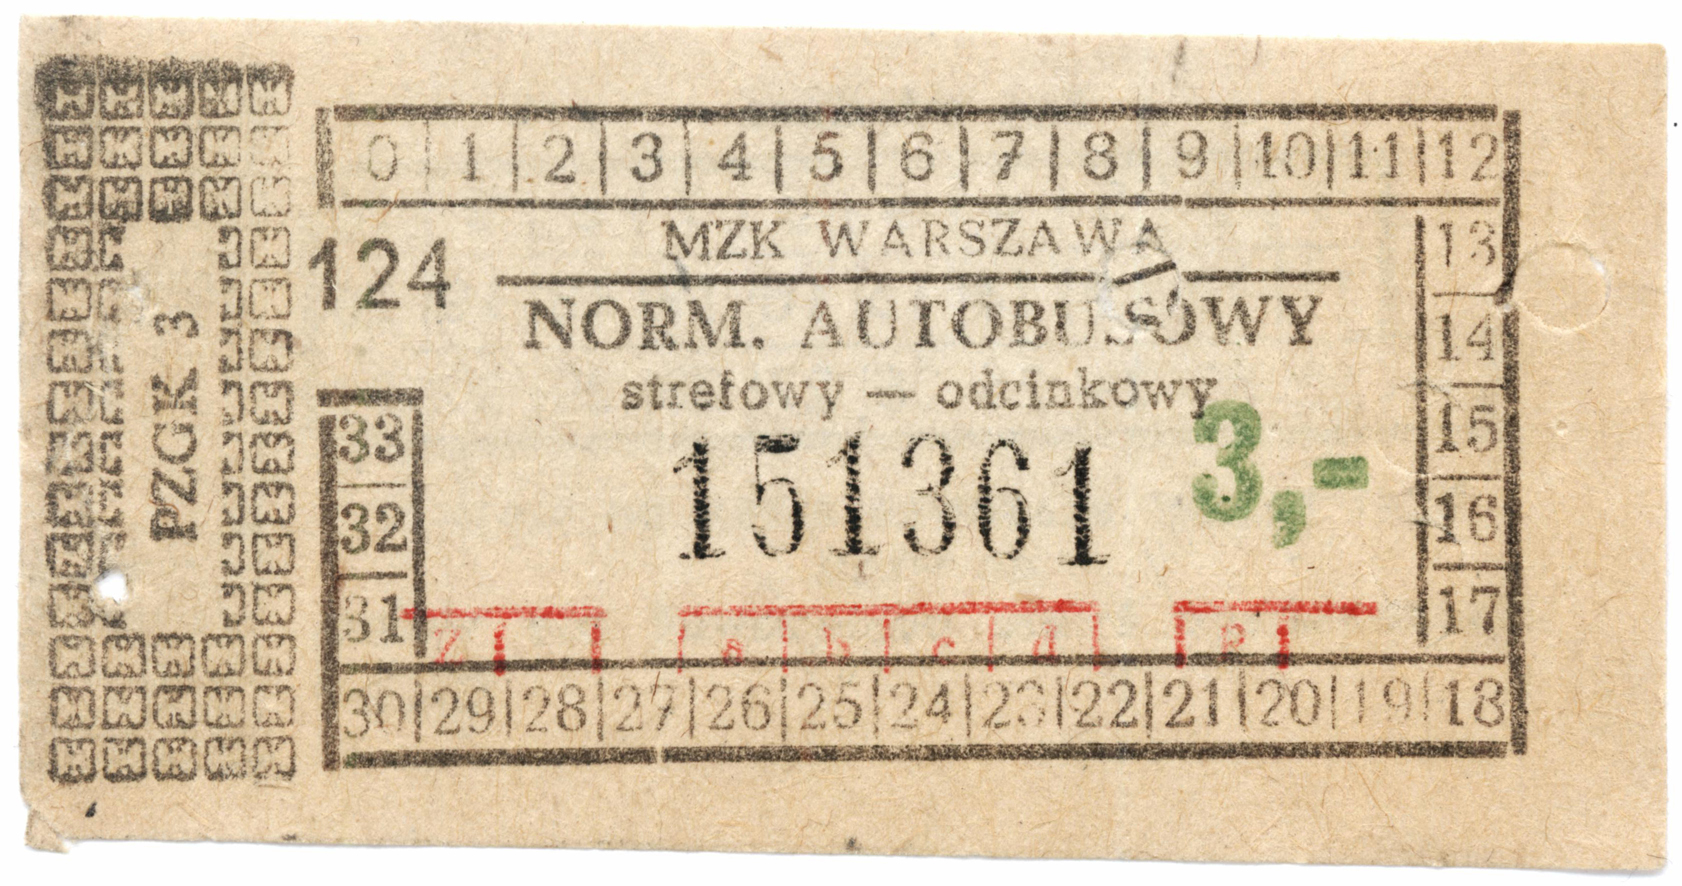 0 1 2 3 4 5 6 7 8 9 10 11 12
MZK WARSZAWA
13
124
NORM. AUTOBUSOWY
14
strefowy — odcinkowy
PZGK 3
33
151361
3,-
15
32
16
31
Z a b c d P
17
30 29 28 27 26 25 24 23 22 21 20 19 18